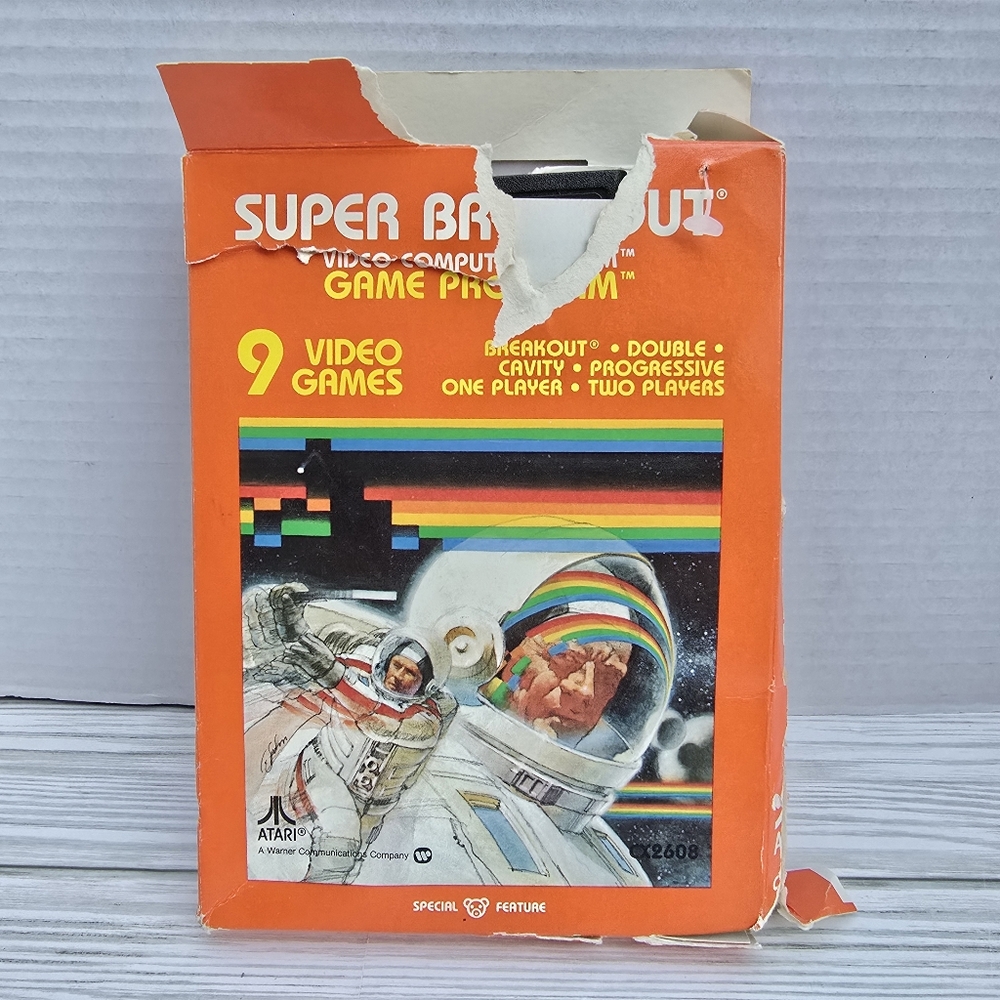 SUPER BR OUT®
VIDEO COMPUT M™
GAME PRO AM™
9 VIDEO GAMES
BREAKOUT® • DOUBLE •
CAVITY • PROGRESSIVE
ONE PLAYER • TWO PLAYERS
ATARI®
A Warner Communications Company
CX2608
SPECIAL FEATURE